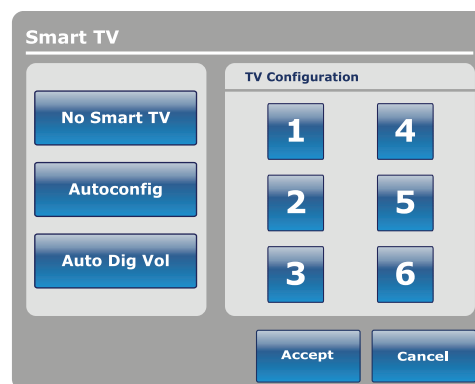 Smart TV
No Smart TV
Autoconfig
Auto Dig Vol
TV Configuration
1 4
2 5
3 6
Accept Cancel